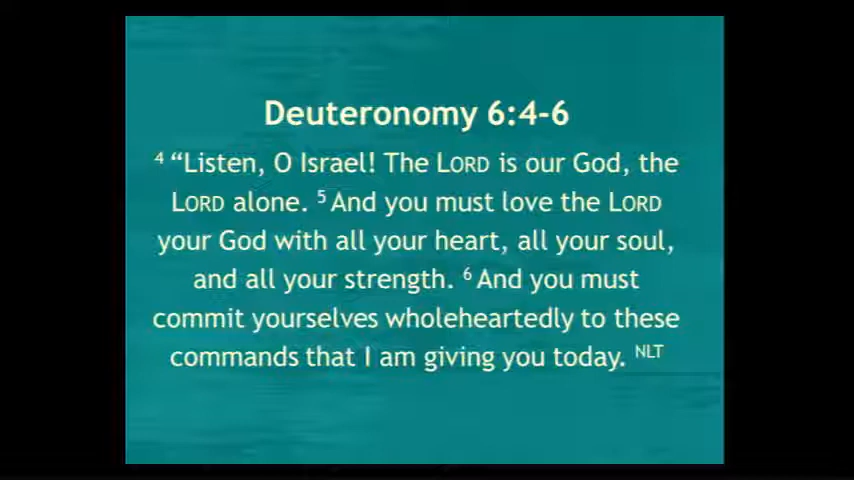 Deuteronomy 6:4-6
⁴ “Listen, O Israel! The LORD is our God, the
LORD alone. ⁵ And you must love the LORD
your God with all your heart, all your soul,
and all your strength. ⁶ And you must
commit yourselves wholeheartedly to these
commands that I am giving you today. NLT